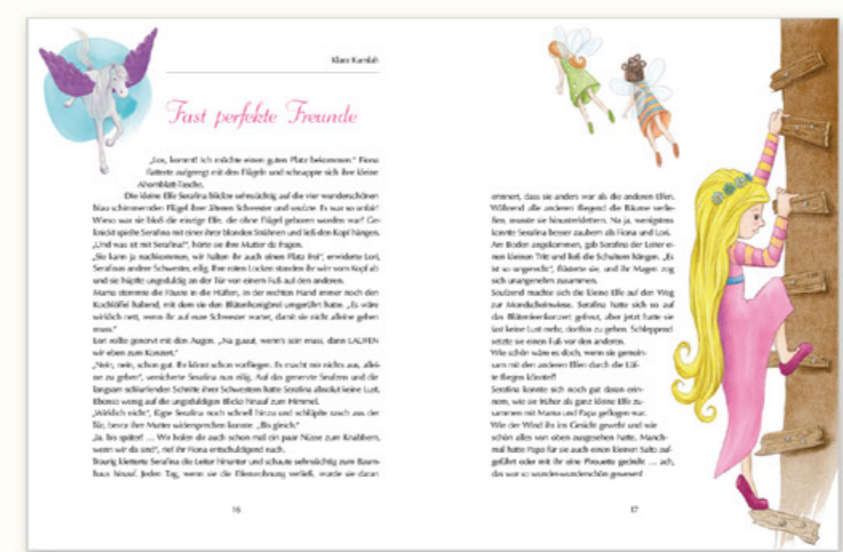 Klara Kamlah
Fast perfekte Freunde
„Los, kommt! Ich möchte einen guten Platz bekommen.“ Fiona
flatterte aufgeregt mit den Flügeln und schnappte sich ihre kleine
Ahornblatt-Tasche.
Die kleine Elfe Serafina blickte sehnsüchtig auf die vier wunderschönen
blau schimmernden Flügel ihrer älteren Schwester und seufzte. Es war so unfair!
Wieso war sie bloß die einzige Elfe, die ohne Flügel geboren worden war? Ge-
knickt spielte Serafina mit einer ihrer blonden Strähnen und ließ den Kopf hängen.
„Und was ist mit Serafina?“, hörte sie ihre Mutter da fragen.
„Sie kann ja nachkommen, wir halten ihr auch einen Platz frei“, erwiderte Lori,
Serafinas andere Schwester, eilig. Ihre roten Locken standen ihr wirr vom Kopf ab
und sie hüpfte ungeduldig an der Tür von einem Fuß auf den anderen.
Mama stemmte die Fäuste in die Hüften, in der rechten Hand immer noch den
Kochlöffel haltend, mit dem sie den Blütenhonigbrei umgerührt hatte. „Es wäre
wirklich nett, wenn ihr auf eure Schwester wartet, damit sie nicht alleine gehen
muss.“
Lori rollte genervt mit den Augen. „Na guuut, wenn's sein muss, dann LAUFEN
wir eben zum Konzert.“
„Nein, nein, schon gut. Ihr könnt schon vorfliegen. Es macht mir nichts aus, allei-
ne zu gehen“, versicherte Serafina nun eilig. Auf das genervte Seufzen und die
langsam schlurfenden Schritte ihrer Schwestern hatte Serafina absolut keine Lust.
Ebenso wenig auf die ungeduldigen Blicke hinauf zum Himmel.
„Wirklich nicht“, fügte Serafina noch schnell hinzu und schlüpfte rasch aus der
Tür, bevor ihre Mutter widersprechen konnte. „Bis gleich.“
„Ja, bis später! … Wir holen dir auch schon mal ein paar Nüsse zum Knabbern,
wenn wir da sind“, rief ihr Fiona entschuldigend nach.
Traurig kletterte Serafina die Leiter hinunter und schaute sehnsüchtig zum Baum-
haus hinauf. Jeden Tag, wenn sie die Elfenwohnung verließ, wurde sie daran
16
erinnert, dass sie anders war als die anderen Elfen.
Während alle anderen fliegend die Bäume verlie-
ßen, musste sie hinunterklettern. Na ja, wenigstens
konnte Serafina besser zaubern als Fiona und Lori.
Am Boden angekommen, gab Serafina der Leiter ei-
nen kleinen Tritt und ließ die Schultern hängen. „Es
ist so ungerecht“, flüsterte sie, und ihr Magen zog
sich unangenehm zusammen.
Seufzend machte sich die kleine Elfe auf den Weg
zur Mondscheinwiese. Serafina hatte sich so auf
das Blütenfeenkonzert gefreut, aber jetzt hatte sie
fast keine Lust mehr, dorthin zu gehen. Schleppend
setzte sie einen Fuß vor den anderen.
Wie schön wäre es doch, wenn sie gemein-
sam mit den anderen Elfen durch die Lüf-
te fliegen könnte?!
Serafina konnte sich noch gut daran erin-
nern, wie sie früher als ganz kleine Elfe zu-
sammen mit Mama und Papa geflogen war.
Wie der Wind ihr ins Gesicht geweht und wie
schön alles von oben ausgesehen hatte. Manch-
mal hatte Papa für sie auch einen kleinen Salto auf-
geführt oder mit ihr eine Pirouette gedreht … ach,
das war so wunder-wunderschön gewesen!
17